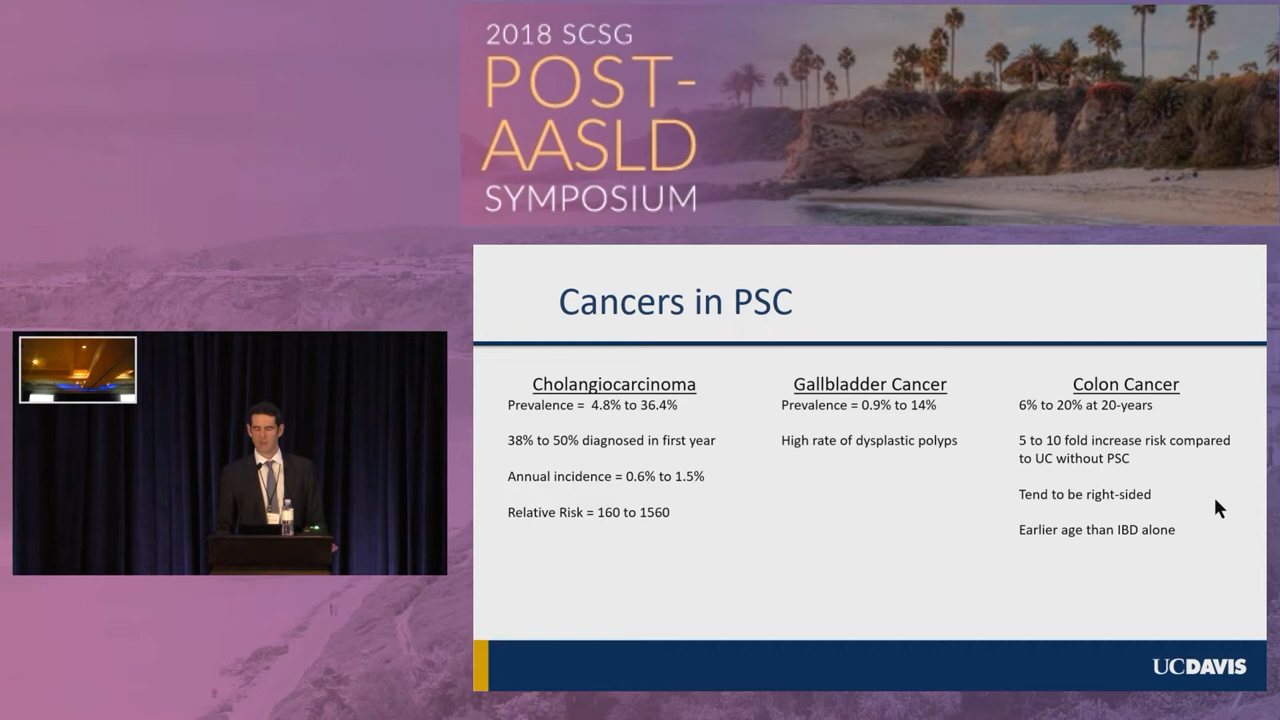 2018 SCSG
POST-
AASLD
SYMPOSIUM
Cancers in PSC
Cholangiocarcinoma
Prevalence = 4.8% to 36.4%
38% to 50% diagnosed in first year
Annual incidence = 0.6% to 1.5%
Relative Risk = 160 to 1560
Gallbladder Cancer
Prevalence = 0.9% to 14%
High rate of dysplastic polyps
Colon Cancer
6% to 20% at 20-years
5 to 10 fold increase risk compared
to UC without PSC
Tend to be right-sided
Earlier age than IBD alone
UCDAVIS